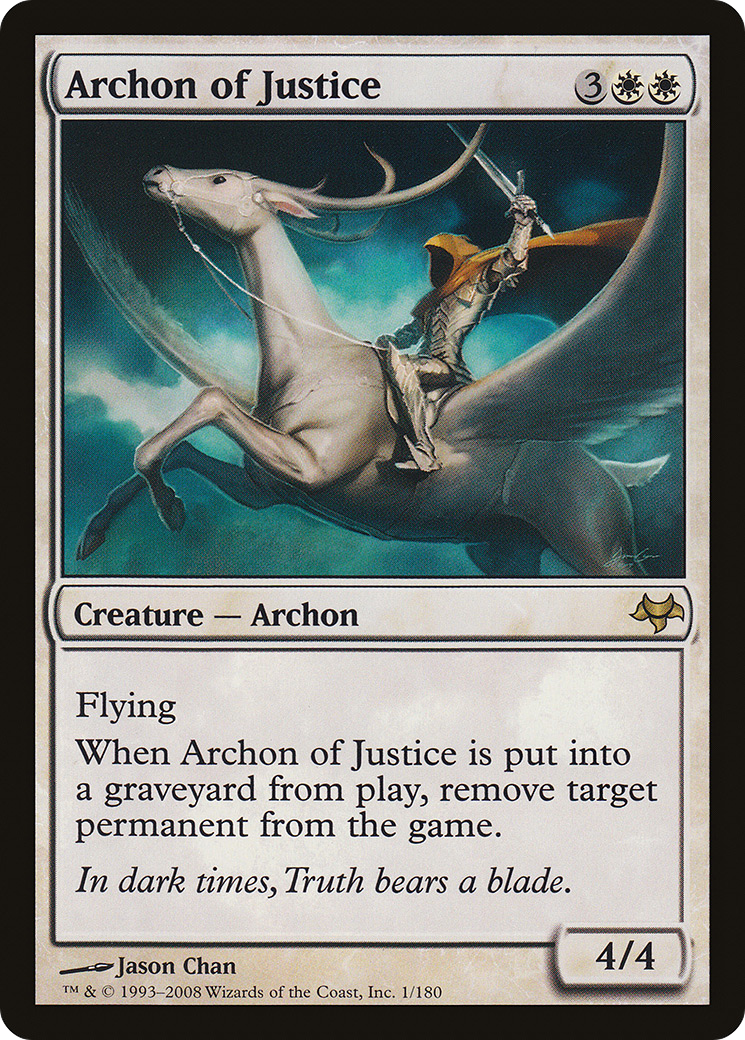 Archon of Justice 3
Creature — Archon
Flying
When Archon of Justice is put into
a graveyard from play, remove target
permanent from the game.
In dark times, Truth bears a blade.
4/4
Jason Chan
™ & © 1993–2008 Wizards of the Coast, Inc. 1/180